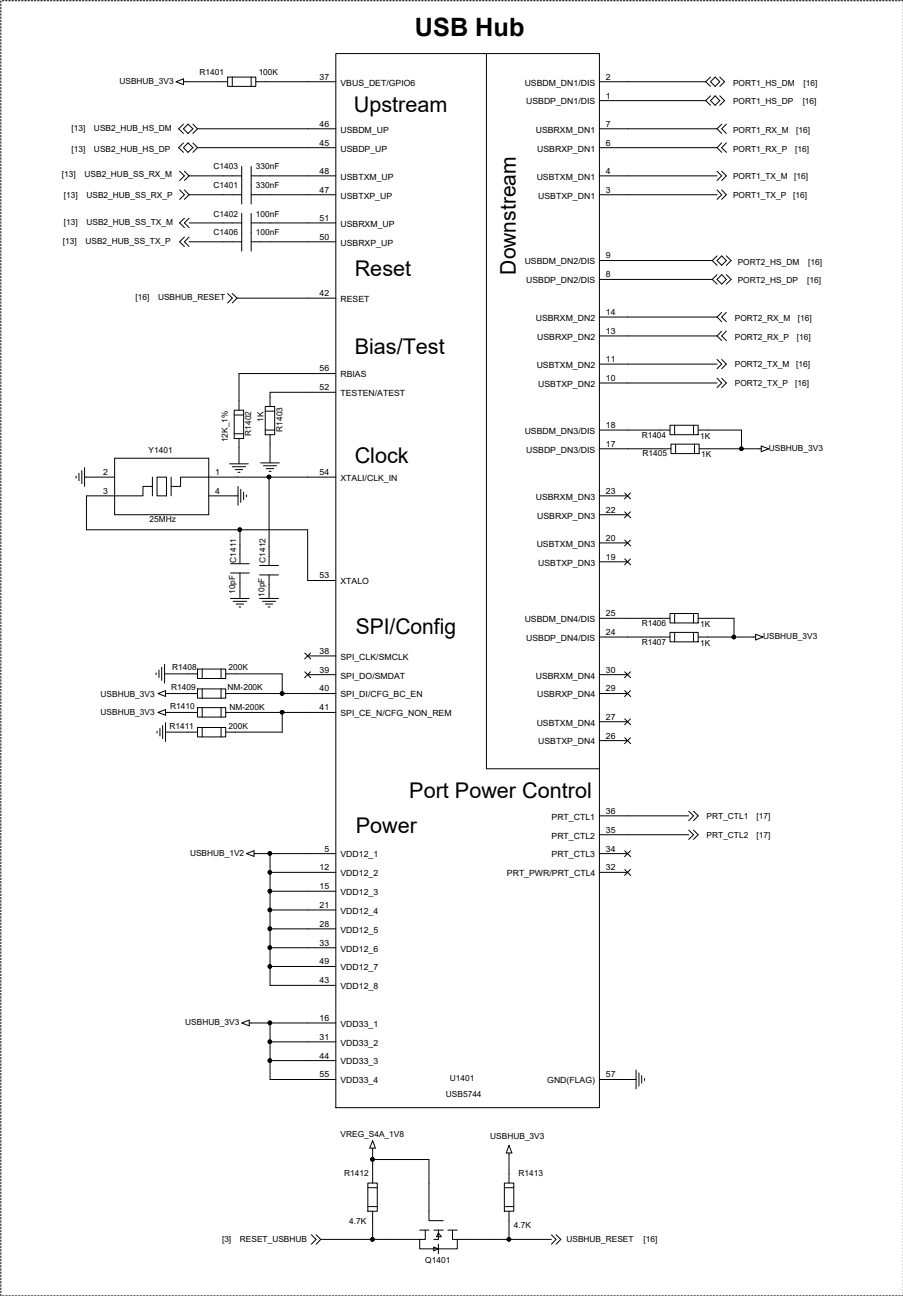 USB Hub
USBHUB_3V3 R1401 100K 37 VBUS_DET/GPIO6
Upstream
[13] USB2_HUB_HS_DM 46 USBDM_UP
[13] USB2_HUB_HS_DP 45 USBDP_UP
C1403 330nF
[13] USB2_HUB_SS_RX_M 48 USBTXM_UP
C1401 330nF
[13] USB2_HUB_SS_RX_P 47 USBTXP_UP
C1402 100nF
[13] USB2_HUB_SS_TX_M 51 USBRXM_UP
C1406 100nF
[13] USB2_HUB_SS_TX_P 50 USBRXP_UP
Reset
[16] USBHUB_RESET 42 RESET
Bias/Test
56 RBIAS
52 TESTEN/ATEST
12K_1% R1402
1K R1403
Clock
Y1401
2 1 54 XTALI/CLK_IN
3 4
25MHz
C1411 10pF
C1412 10pF
53 XTALO
SPI/Config
38 SPI_CLK/SMCLK
39 SPI_DO/SMDAT
R1408 200K
USBHUB_3V3 R1409 NM-200K 40 SPI_DI/CFG_BC_EN
USBHUB_3V3 R1410 NM-200K 41 SPI_CE_N/CFG_NON_REM
R1411 200K
Power
USBHUB_1V2 5 VDD12_1
12 VDD12_2
15 VDD12_3
21 VDD12_4
28 VDD12_5
33 VDD12_6
49 VDD12_7
43 VDD12_8
USBHUB_3V3 16 VDD33_1
31 VDD33_2
44 VDD33_3
55 VDD33_4
U1401
USB5744
Downstream
USBDM_DN1/DIS 2 PORT1_HS_DM [16]
USBDP_DN1/DIS 1 PORT1_HS_DP [16]
USBRXM_DN1 7 PORT1_RX_M [16]
USBRXP_DN1 6 PORT1_RX_P [16]
USBTXM_DN1 4 PORT1_TX_M [16]
USBTXP_DN1 3 PORT1_TX_P [16]
USBDM_DN2/DIS 9 PORT2_HS_DM [16]
USBDP_DN2/DIS 8 PORT2_HS_DP [16]
USBRXM_DN2 14 PORT2_RX_M [16]
USBRXP_DN2 13 PORT2_RX_P [16]
USBTXM_DN2 11 PORT2_TX_M [16]
USBTXP_DN2 10 PORT2_TX_P [16]
USBDM_DN3/DIS 18 R1404 1K
USBDP_DN3/DIS 17 R1405 1K USBHUB_3V3
USBRXM_DN3 23
USBRXP_DN3 22
USBTXM_DN3 20
USBTXP_DN3 19
USBDM_DN4/DIS 25 R1406 1K
USBDP_DN4/DIS 24 R1407 1K USBHUB_3V3
USBRXM_DN4 30
USBRXP_DN4 29
USBTXM_DN4 27
USBTXP_DN4 26
Port Power Control
PRT_CTL1 36 PRT_CTL1 [17]
PRT_CTL2 35 PRT_CTL2 [17]
PRT_CTL3 34
PRT_PWR/PRT_CTL4 32
GND(FLAG) 57
VREG_S4A_1V8 USBHUB_3V3
R1412 R1413
4.7K 4.7K
[3] RESET_USBHUB USBHUB_RESET [16]
Q1401